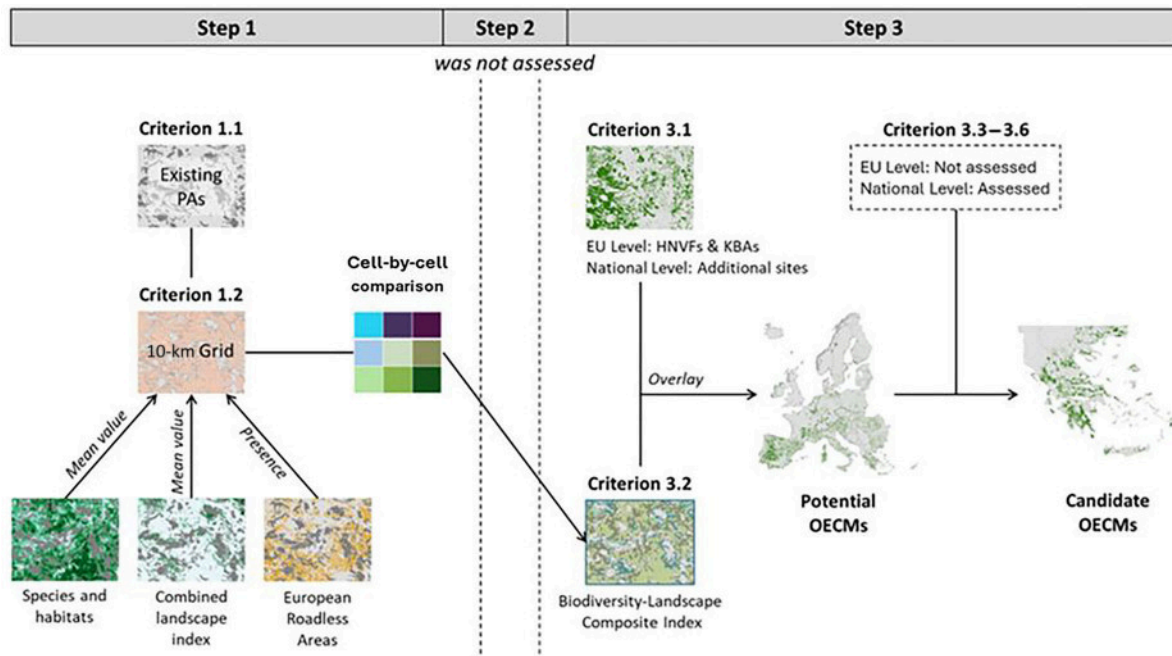 Step 1
Step 2
Step 3
was not assessed
Criterion 1.1
Existing
PAs
Criterion 1.2
10-km Grid
Cell-by-cell
comparison
Mean value
Mean value
Presence
Species and
habitats
Combined
landscape
index
European
Roadless
Areas
Criterion 3.1
EU Level: HNVFs & KBAs
National Level: Additional sites
Overlay
Criterion 3.2
Biodiversity-Landscape
Composite Index
Criterion 3.3–3.6
EU Level: Not assessed
National Level: Assessed
Potential
OECMs
Candidate
OECMs